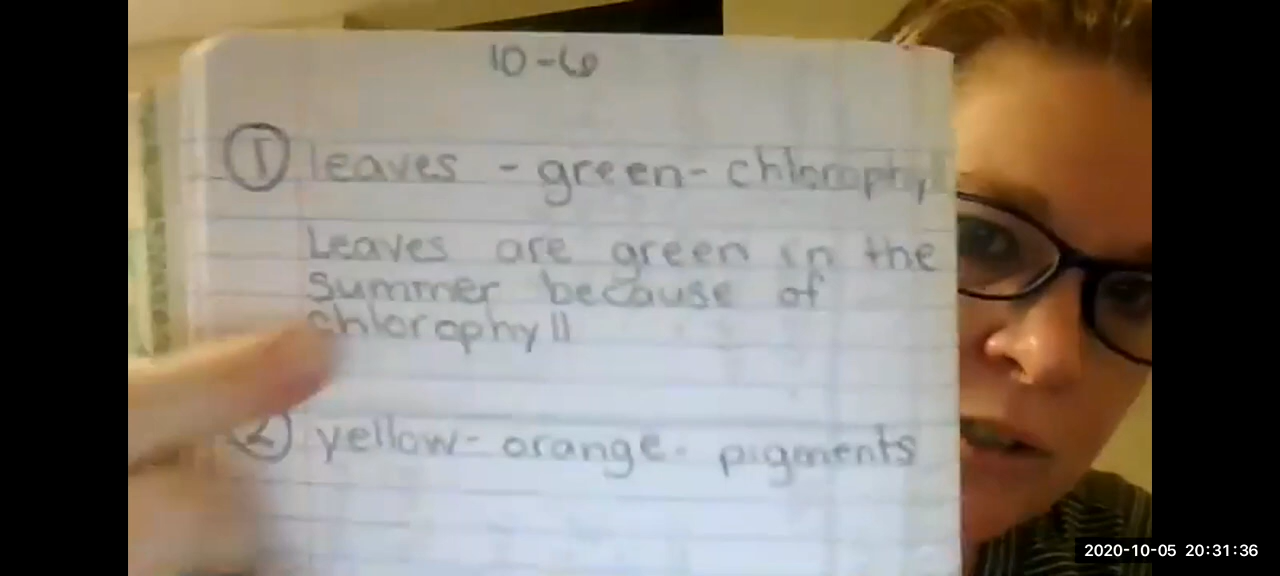 10-6
① leaves - green - chlorophy
Leaves are green in the
summer because of
chlorophyll
② yellow - orange - pigments
2020-10-05 20:31:36